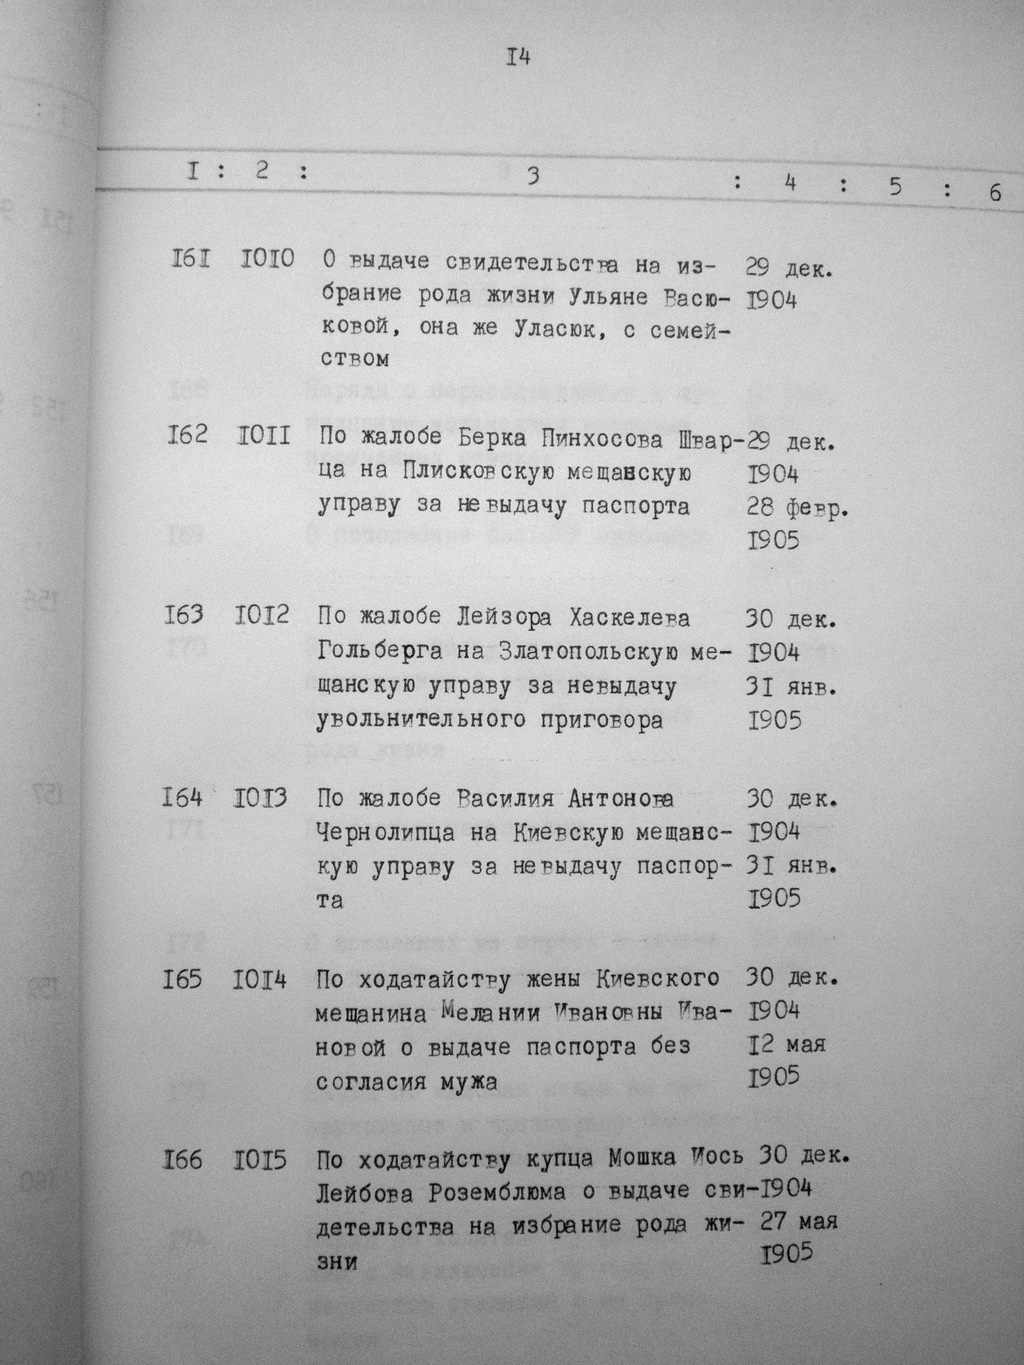 I4
I : 2 : 3 : 4 : 5 : 6
I6I IOIO О выдаче свидетельства на из- 29 дек.
брание рода жизни Ульяне Васю- I904
ковой, она же Уласюк, с семей-
ством
I62 IOII По жалобе Берка Пинхосова Швар- 29 дек.
ца на Плисковскую мещанскую I904
управу за невыдачу паспорта 28 февр.
I905
I63 IOI2 По жалобе Лейзора Хаскелева 30 дек.
Гольберга на Златопольскую ме- I904
щанскую управу за невыдачу 3I янв.
увольнительного приговора I905
I64 IOI3 По жалобе Василия Антонова 30 дек.
Чернолипца на Киевскую мещанс- I904
кую управу за невыдачу паспор- 3I янв.
та I905
I65 IOI4 По ходатайству жены Киевского 30 дек.
мещанина Мелании Ивановны Ива- I904
новой о выдаче паспорта без I2 мая
согласия мужа I905
I66 IOI5 По ходатайству купца Мошка Иось 30 дек.
Лейбова Роземблюма о выдаче сви- I904
детельства на избрание рода жи- 27 мая
зни I905